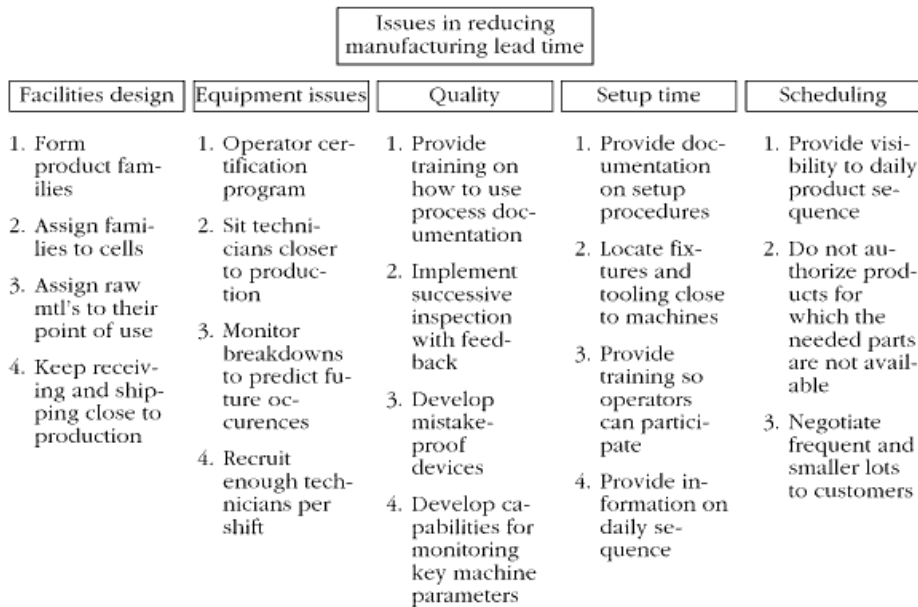 Issues in reducing
manufacturing lead time
Facilities design
1. Form
product fam-
ilies
2. Assign fami-
lies to cells
3. Assign raw
mtl's to their
point of use
4. Keep receiv-
ing and ship-
ping close to
production
Equipment issues
1. Operator cer-
tification
program
2. Sit techni-
cians closer
to produc-
tion
3. Monitor
breakdowns
to predict fu-
ture oc-
curences
4. Recruit
enough tech-
nicians per
shift
Quality
1. Provide
training on
how to use
process doc-
umentation
2. Implement
successive
inspection
with feed-
back
3. Develop
mistake-
proof
devices
4. Develop ca-
pabilities for
monitoring
key machine
parameters
Setup time
1. Provide doc-
umentation
on setup
procedures
2. Locate fix-
tures and
tooling close
to machines
3. Provide
training so
operators
can partici-
pate
4. Provide in-
formation on
daily se-
quence
Scheduling
1. Provide visi-
bility to daily
product se-
quence
2. Do not au-
thorize prod-
ucts for
which the
needed parts
are not avail-
able
3. Negotiate
frequent and
smaller lots
to customers